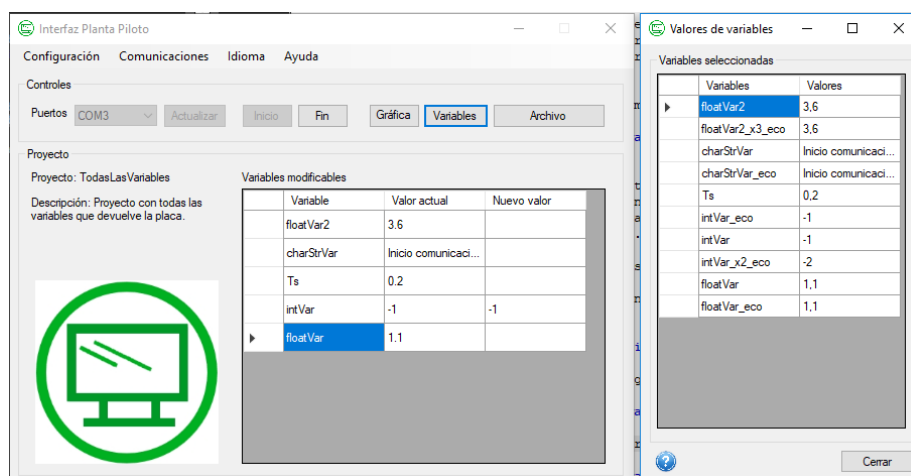 Interfaz Planta Piloto
Configuración Comunicaciones Idioma Ayuda
Controles
Puertos COM3 Actualizar Inicio Fin Gráfica Variables Archivo
Proyecto
Proyecto: TodasLasVariables
Descripción: Proyecto con todas las
variables que devuelve la placa.
Variables modificables
Variable Valor actual Nuevo valor
floatVar2 3.6
charStrVar Inicio comunicaci...
Ts 0.2
intVar -1 -1
floatVar 1.1
Valores de variables
Variables seleccionadas
Variables Valores
floatVar2 3,6
floatVar2_x3_eco 3,6
charStrVar Inicio comunicaci...
charStrVar_eco Inicio comunicaci...
Ts 0,2
intVar_eco -1
intVar -1
intVar_x2_eco -2
floatVar 1,1
floatVar_eco 1,1
Cerrar